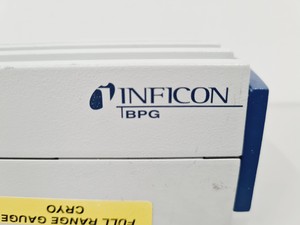 INFICON
BPG
FULL RANGE GAUGE
CRYO